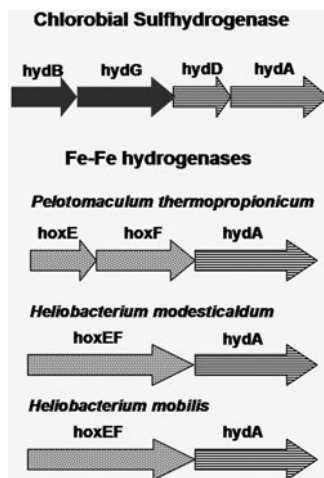 Chlorobial Sulfhydrogenase
hydB hydG hydD hydA
Fe-Fe hydrogenases
Pelotomaculum thermopropionicum
hoxE hoxF hydA
Heliobacterium modesticaldum
hoxEF hydA
Heliobacterium mobilis
hoxEF hydA